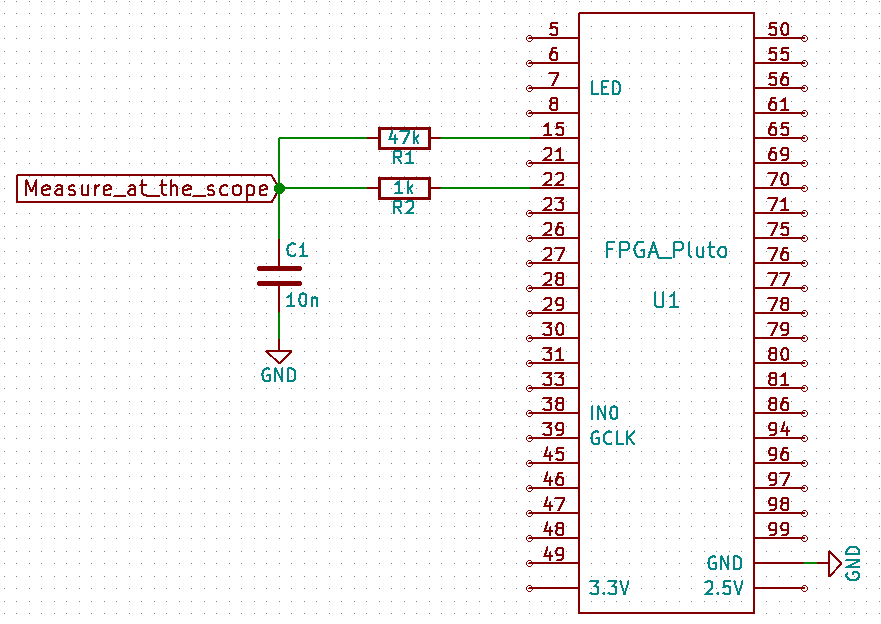 5 50
6 55
7 LED 56
8 61
47k 15 65
R1 21 69
Measure_at_the_scope 1k 22 70
R2 23 71
26 75
C1 27 FPGA_Pluto 76
28 77
10n 29 U1 78
30 79
31 80
GND 33 81
38 IN0 86
39 GCLK 94
45 96
46 97
47 98
48 99
49 GND GND
3.3V 2.5V